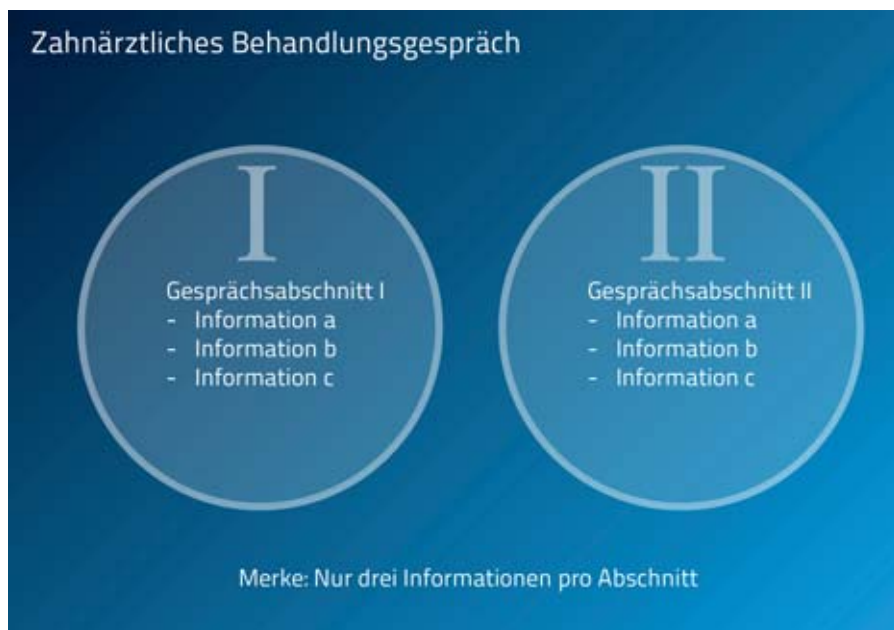 Zahnärztliches Behandlungsgespräch
I
Gesprächsabschnitt I
- Information a
- Information b
- Information c
II
Gesprächsabschnitt II
- Information a
- Information b
- Information c
Merke: Nur drei Informationen pro Abschnitt